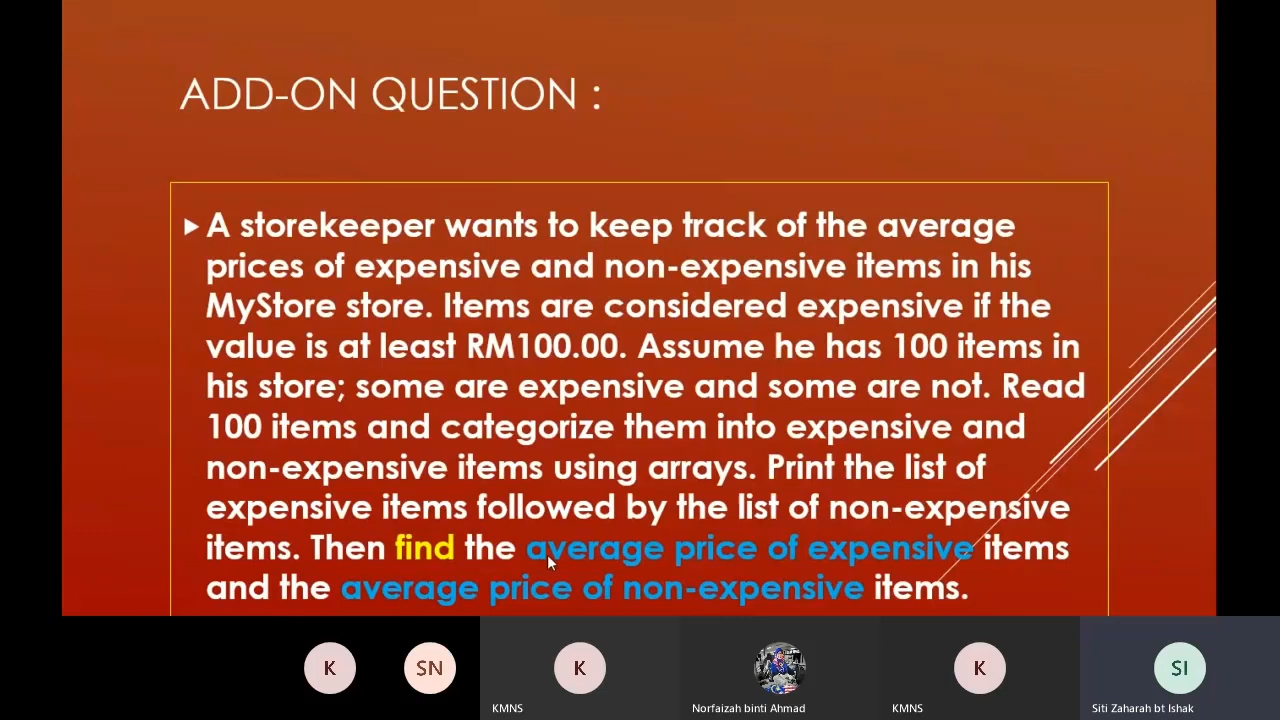 ADD-ON QUESTION :
A storekeeper wants to keep track of the average
prices of expensive and non-expensive items in his
MyStore store. Items are considered expensive if the
value is at least RM100.00. Assume he has 100 items in
his store; some are expensive and some are not. Read
100 items and categorize them into expensive and
non-expensive items using arrays. Print the list of
expensive items followed by the list of non-expensive
items. Then find the average price of expensive items
and the average price of non-expensive items.
K
SN
K
K
SI
KMNS
Norfaizah binti Ahmad
KMNS
Siti Zaharah bt Ishak